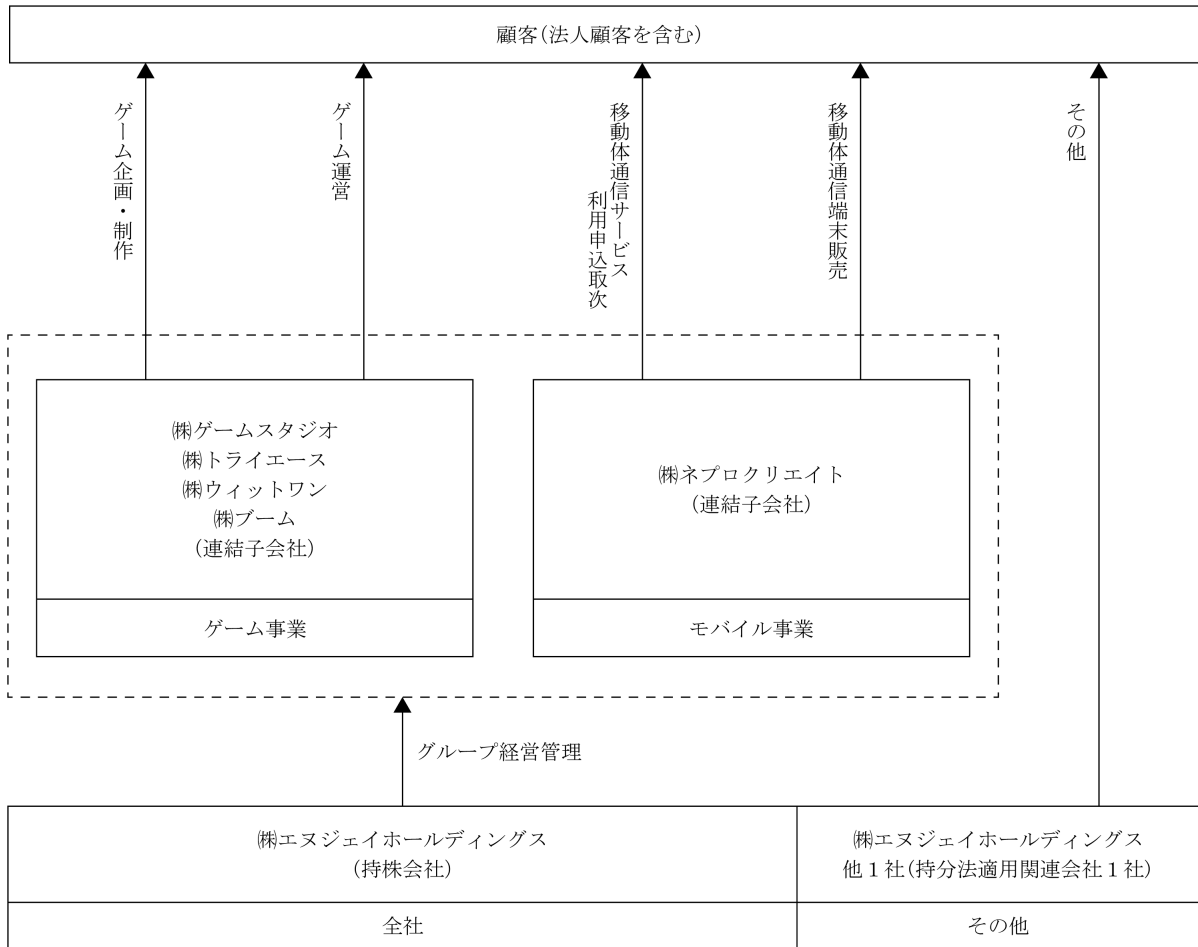 顧客(法人顧客を含む)
ゲーム企画・制作
ゲーム運営
移動体通信サービス
利用申込取次
移動体通信端末販売
その他
㈱ゲームスタジオ
㈱トライエース
㈱ウィットワン
㈱ブーム
(連結子会社)
ゲーム事業
㈱ネプロクリエイト
(連結子会社)
モバイル事業
グループ経営管理
㈱エヌジェイホールディングス
(持株会社)
全社
㈱エヌジェイホールディングス
他１社(持分法適用関連会社１社)
その他